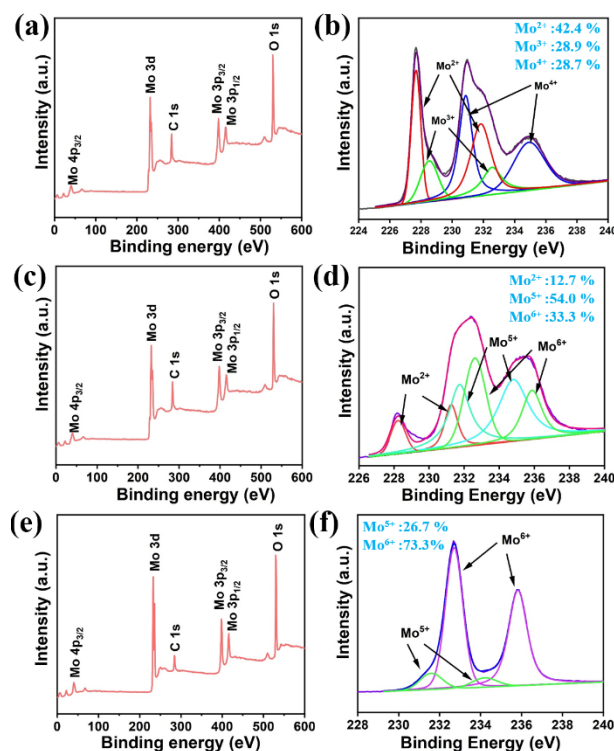 (a)
Intensity (a.u.)
Mo 4p3/2
Mo 3d
C 1s
Mo 3p3/2
Mo 3p1/2
O 1s
0 100 200 300 400 500 600
Binding energy (eV)
(b)
Intensity (a.u.)
Mo2+ :42.4 %
Mo3+ :28.9 %
Mo4+ :28.7 %
Mo2+
Mo3+
Mo4+
224 226 228 230 232 234 236 238 240
Binding Energy (eV)
(c)
Intensity (a.u.)
Mo 4p3/2
Mo 3d
C 1s
Mo 3p3/2
Mo 3p1/2
O 1s
0 100 200 300 400 500 600
Binding energy (eV)
(d)
Intensity (a.u.)
Mo2+ :12.7 %
Mo5+ :54.0 %
Mo6+ :33.3 %
Mo2+
Mo5+
Mo6+
226 228 230 232 234 236 238 240
Binding Energy (eV)
(e)
Intensity (a.u.)
Mo 4p3/2
Mo 3d
C 1s
Mo 3p3/2
Mo 3p1/2
O 1s
0 100 200 300 400 500 600
Binding energy (eV)
(f)
Intensity (a.u.)
Mo5+ :26.7 %
Mo6+ :73.3%
Mo6+
Mo5+
228 230 232 234 236 238 240
Binding Energy (eV)